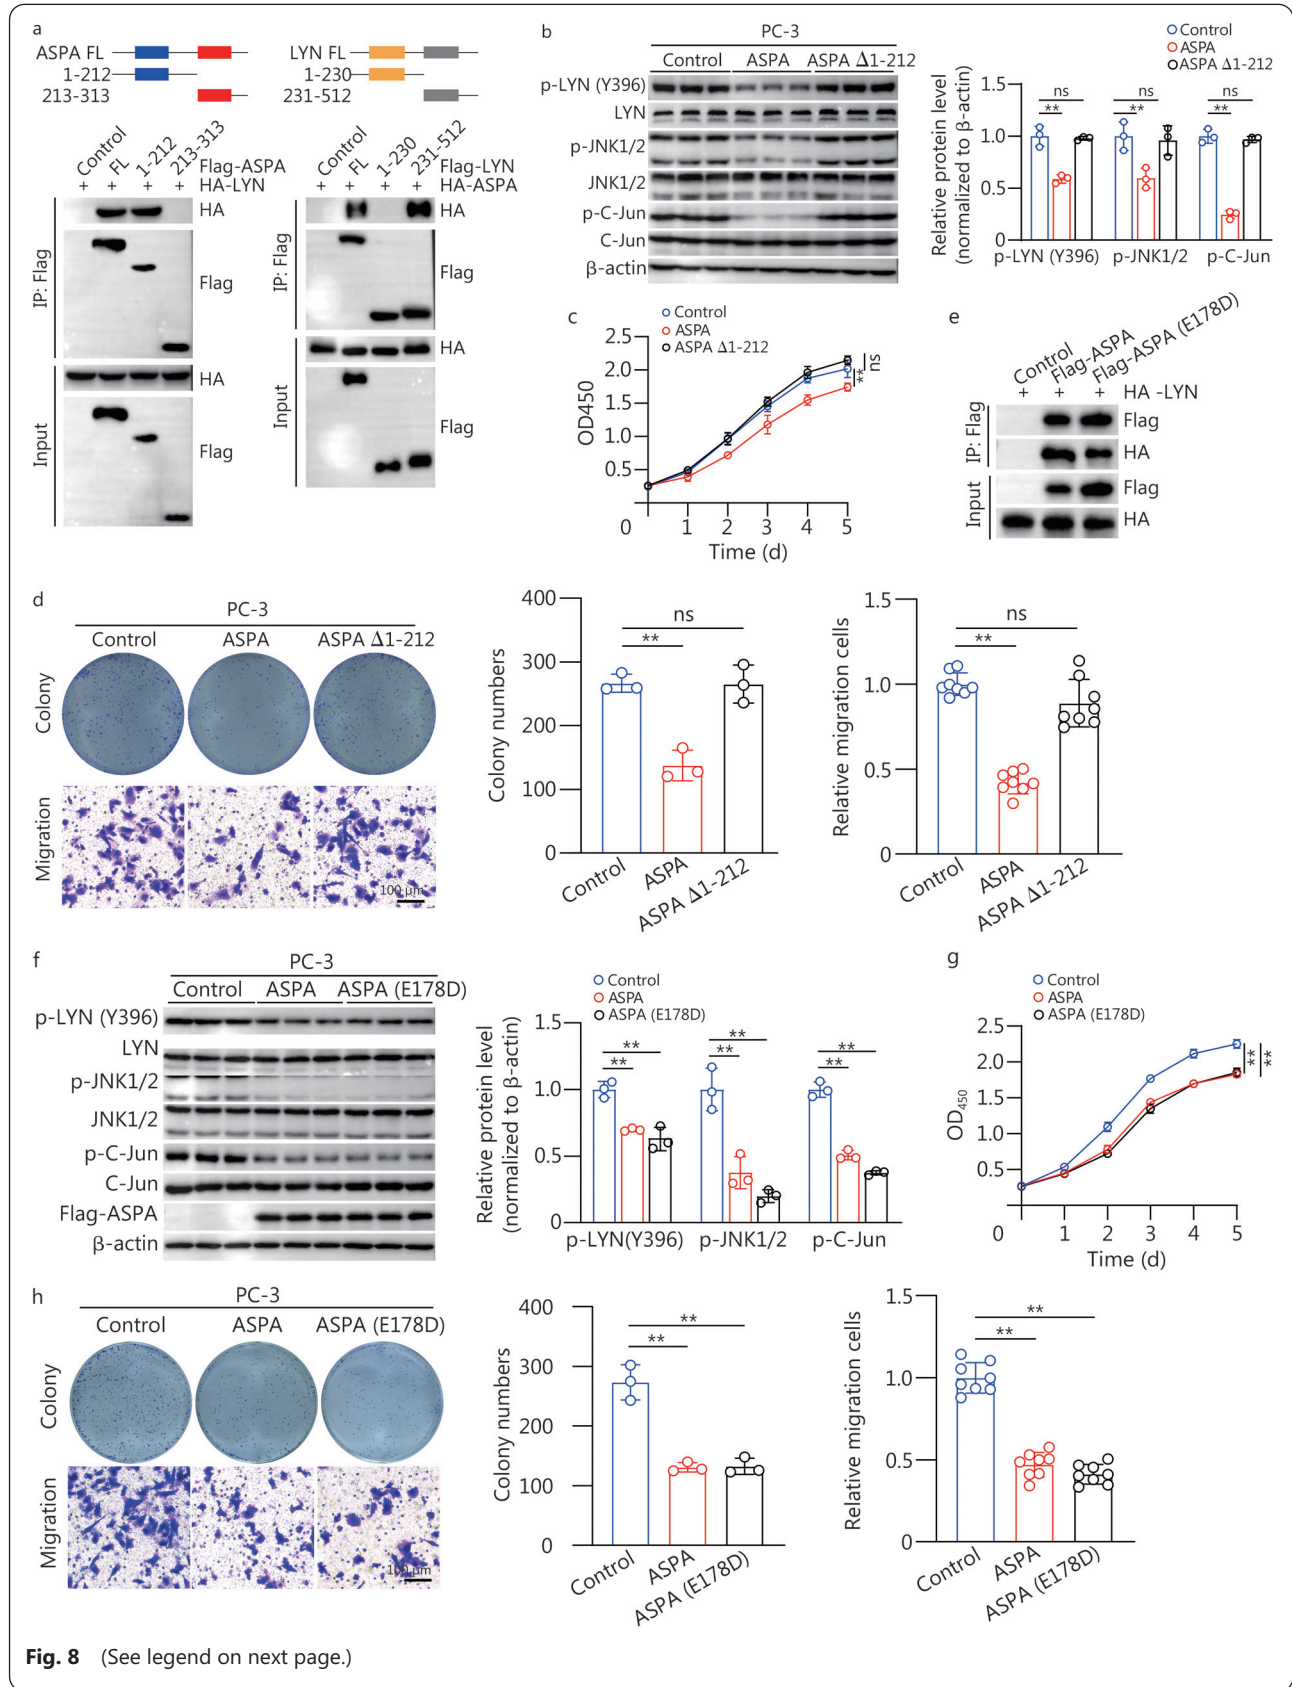 a
ASPA FL
1-212
213-313
LYN FL
1-230
231-512
Control
FL
1-212
213-313
Flag-ASPA
+ + + + HA-LYN
IP: Flag
HA
Flag
Input
HA
Flag
Control
FL
1-230
231-512
Flag-LYN
+ + + + HA-ASPA
IP: Flag
HA
Flag
Input
HA
Flag
b
PC-3
Control ASPA ASPA Δ1-212
p-LYN (Y396)
LYN
p-JNK1/2
JNK1/2
p-C-Jun
C-Jun
β-actin
Control
ASPA
ASPA Δ1-212
Relative protein level
(normalized to β-actin)
1.5
1.0
0.5
0
ns ns ns
** ** **
p-LYN (Y396) p-JNK1/2 p-C-Jun
c
Control
ASPA
ASPA Δ1-212
OD450
2.5
2.0
1.5
1.0
0.5
0 1 2 3 4 5
Time (d)
**
ns
e
Control
Flag-ASPA
Flag-ASPA (E178D)
+ + + HA -LYN
IP: Flag
Flag
HA
Input
Flag
HA
d
PC-3
Control ASPA ASPA Δ1-212
Colony
Migration
100 μm
Colony numbers
400
300
200
100
0
ns
**
Control
ASPA
ASPA Δ1-212
Relative migration cells
1.5
1.0
0.5
0
ns
**
Control
ASPA
ASPA Δ1-212
f
PC-3
Control ASPA ASPA (E178D)
p-LYN (Y396)
LYN
p-JNK1/2
JNK1/2
p-C-Jun
C-Jun
Flag-ASPA
β-actin
Control
ASPA
ASPA (E178D)
Relative protein level
(normalized to β-actin)
1.5
1.0
0.5
0
** ** **
** ** **
p-LYN(Y396) p-JNK1/2 p-C-Jun
g
Control
ASPA
ASPA (E178D)
OD450
2.5
2.0
1.5
1.0
0.5
0 1 2 3 4 5
Time (d)
**
**
h
PC-3
Control ASPA ASPA (E178D)
Colony
Migration
100 μm
Colony numbers
400
300
200
100
0
**
**
Control
ASPA
ASPA (E178D)
Relative migration cells
1.5
1.0
0.5
0
**
**
Control
ASPA
ASPA (E178D)
Fig. 8 (See legend on next page.)